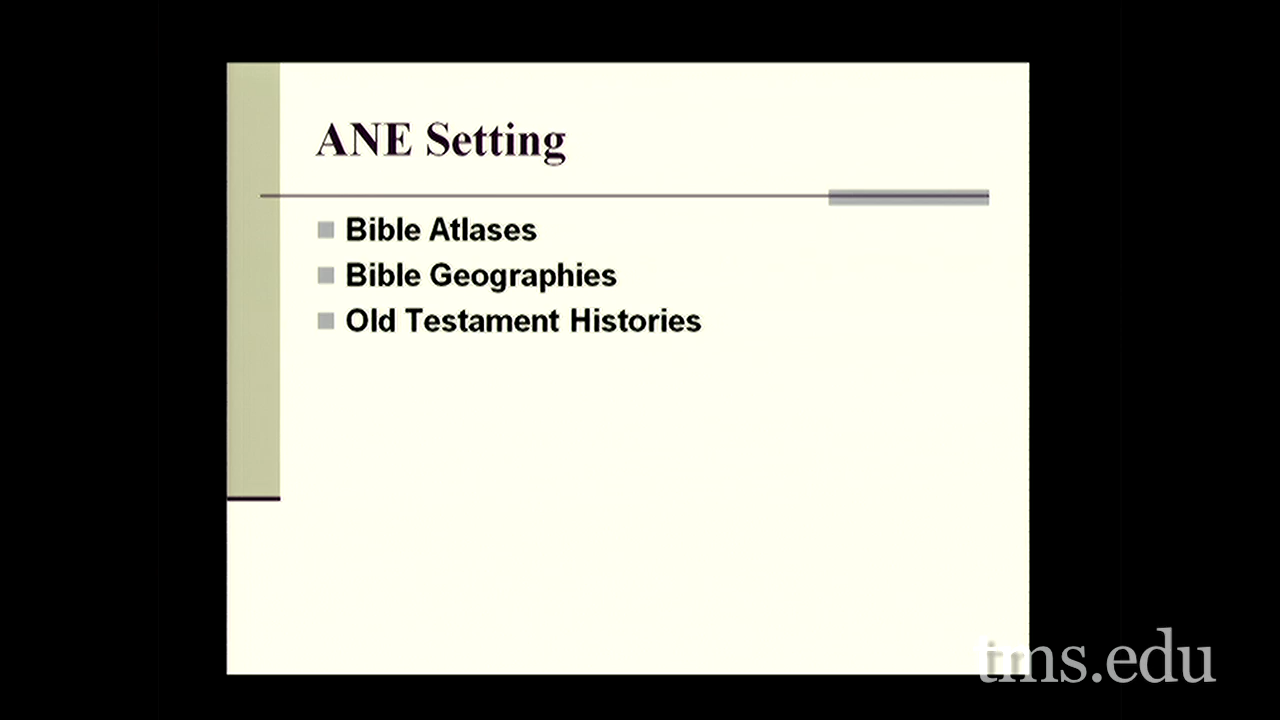 ANE Setting
Bible Atlases
Bible Geographies
Old Testament Histories
tms.edu